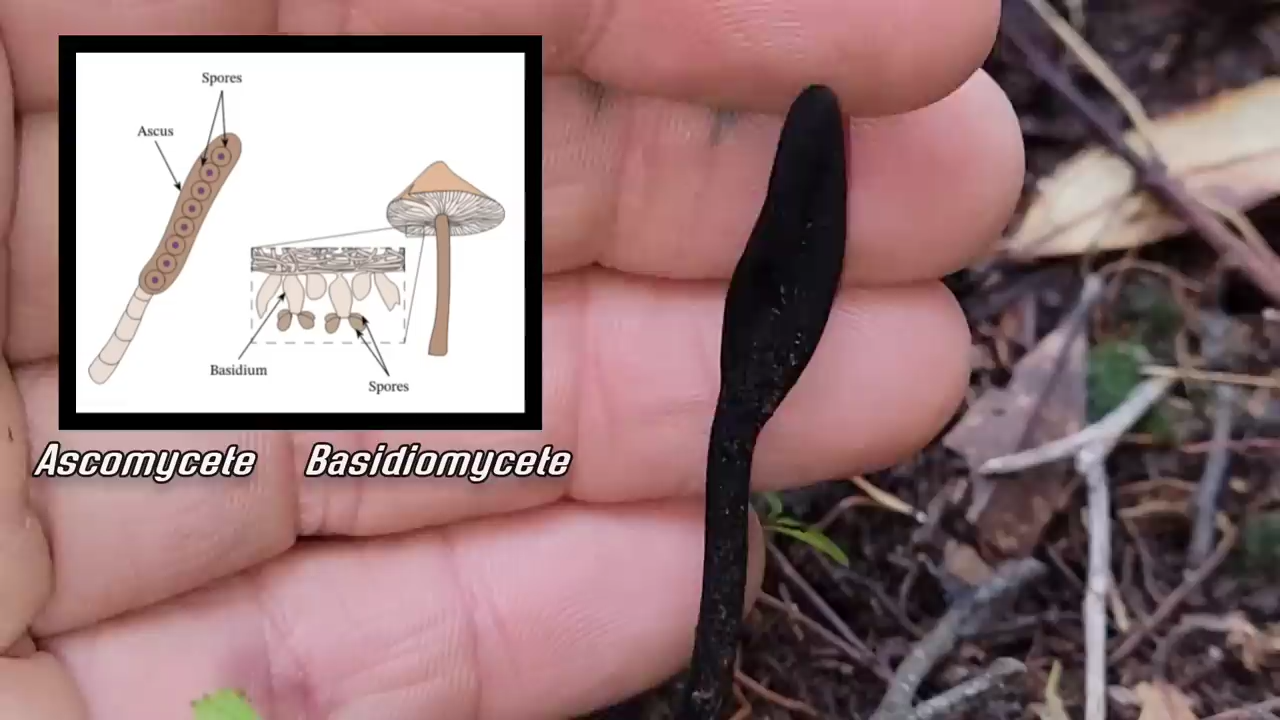 Spores
Ascus
Basidium
Spores
Ascomycete Basidiomycete